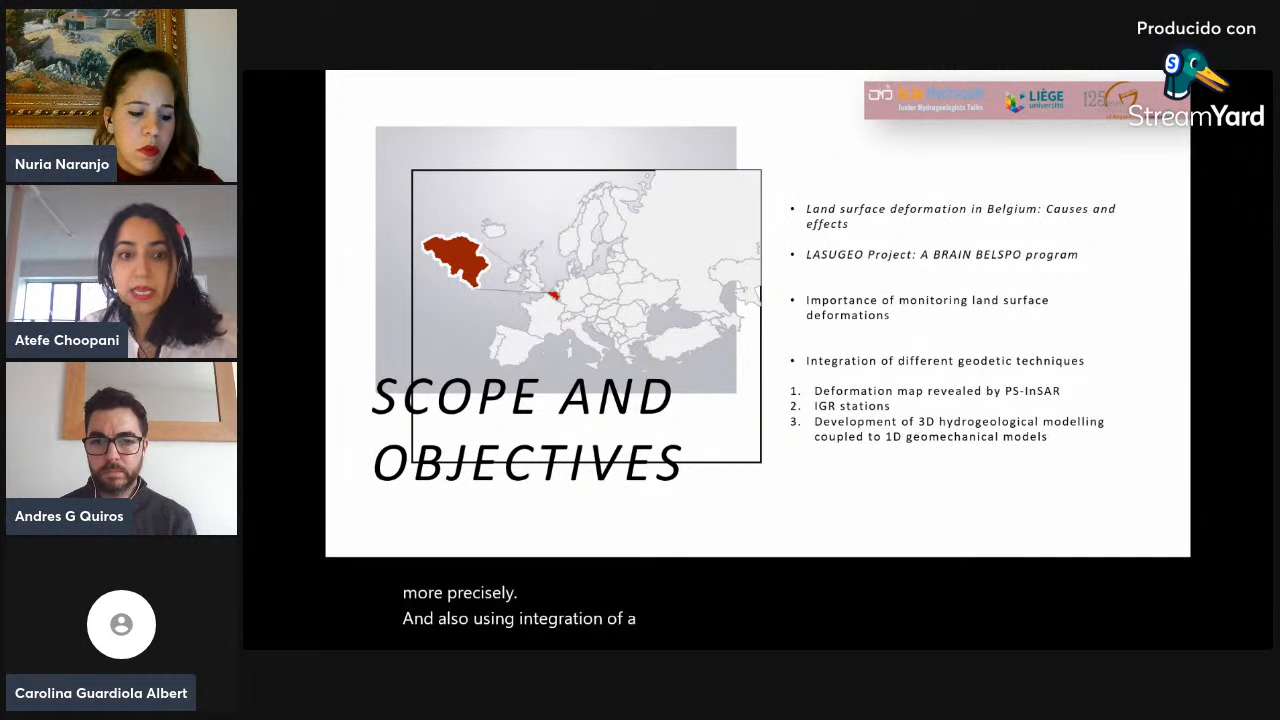 Producido con
StreamYard
Nuria Naranjo
Atefe Choopani
Andres G Quiros
Carolina Guardiola Albert
Junior Hydrogeologists Talks
LIÈGE
université
125
SCOPE AND
OBJECTIVES
• Land surface deformation in Belgium: Causes and
effects
• LASUGEO Project: A BRAIN BELSPO program
• Importance of monitoring land surface
deformations
• Integration of different geodetic techniques
1. Deformation map revealed by PS-InSAR
2. IGR stations
3. Development of 3D hydrogeological modelling
coupled to 1D geomechanical models
more precisely.
And also using integration of a